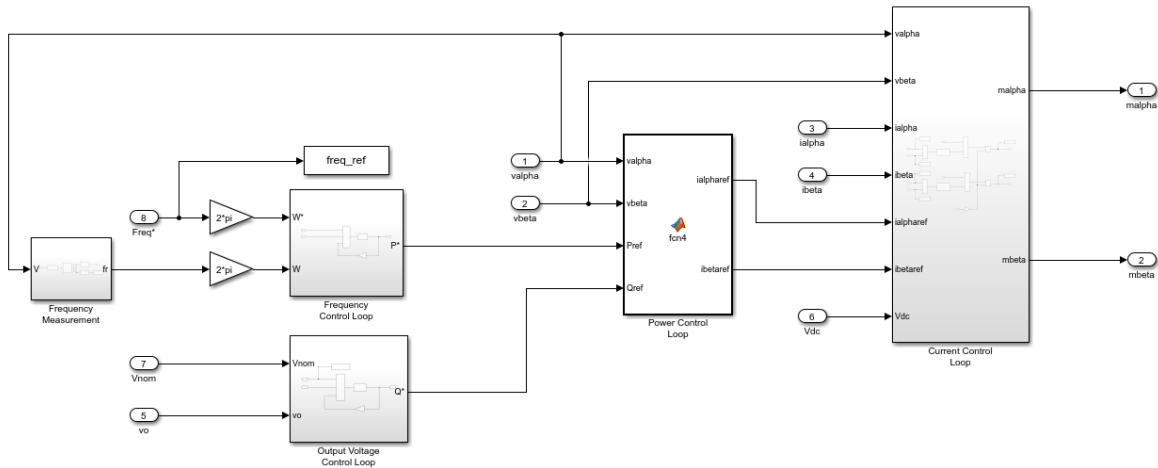 valpha
vbeta
malpha
1
malpha
3
ialpha
ialpha
freq_ref
1
valpha
valpha
ialpharef
4
ibeta
ibeta
8
Freq*
2*pi
W*
2
vbeta
vbeta
fcn4
ialpharef
P*
Pref
V
fr
2*pi
W
ibetaref
ibetaref
mbeta
2
mbeta
Frequency
Measurement
Frequency
Control Loop
Qref
Power Control
Loop
6
Vdc
Vdc
Current Control
Loop
7
Vnom
Vnom
Q*
5
vo
vo
Output Voltage
Control Loop